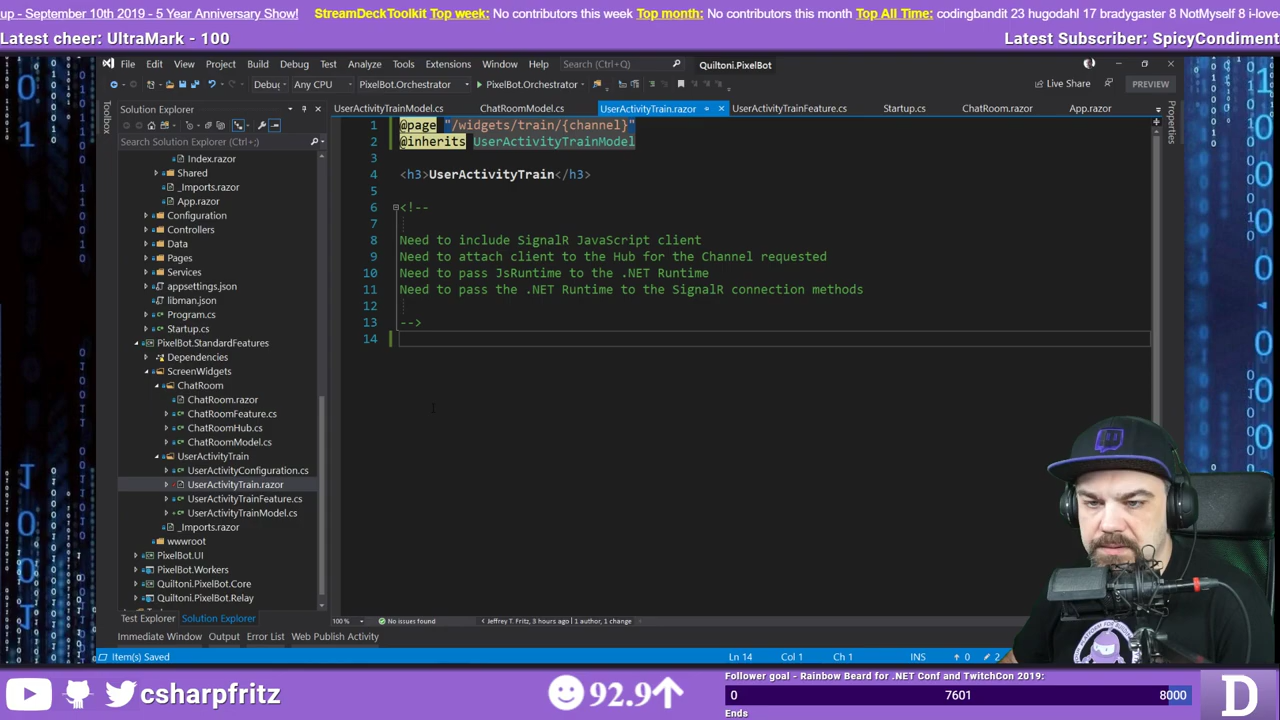 up - September 10th 2019 - 5 Year Anniversary Show!
StreamDeckToolkit Top week: No contributors this week Top month: No contributors this month Top All Time: codingbandit 23 hugodahl 17 bradygaster 8 NotMyself 8 i-love
Latest cheer: UltraMark - 100
Latest Subscriber: SpicyCondiment
File Edit View Project Build Debug Test Analyze Tools Extensions Window Help Search (Ctrl+Q) Quiltoni.PixelBot
Debug Any CPU PixelBot.Orchestrator PixelBot.Orchestrator Live Share PREVIEW
Toolbox
Solution Explorer
Search Solution Explorer (Ctrl+;)
Index.razor
Shared
_Imports.razor
App.razor
Configuration
Controllers
Data
Pages
Services
appsettings.json
libman.json
Program.cs
Startup.cs
PixelBot.StandardFeatures
Dependencies
ScreenWidgets
ChatRoom
ChatRoom.razor
ChatRoomFeature.cs
ChatRoomHub.cs
ChatRoomModel.cs
UserActivityTrain
UserActivityConfiguration.cs
UserActivityTrain.razor
UserActivityTrainFeature.cs
UserActivityTrainModel.cs
_Imports.razor
wwwroot
PixelBot.UI
PixelBot.Workers
Quiltoni.PixelBot.Core
Quiltoni.PixelBot.Relay
Test Explorer Solution Explorer
UserActivityTrainModel.cs ChatRoomModel.cs UserActivityTrain.razor UserActivityTrainFeature.cs Startup.cs ChatRoom.razor App.razor
Properties
1 @page "/widgets/train/{channel}"
2 @inherits UserActivityTrainModel
3
4 <h3>UserActivityTrain</h3>
5
6 <!--
7
8 Need to include SignalR JavaScript client
9 Need to attach client to the Hub for the Channel requested
10 Need to pass JsRuntime to the .NET Runtime
11 Need to pass the .NET Runtime to the SignalR connection methods
12
13 -->
14
100 % No issues found Jeffrey T. Fritz, 3 hours ago | 1 author, 1 change
Immediate Window Output Error List Web Publish Activity
Item(s) Saved Ln 14 Col 1 Ch 1 INS 0 2
csharpfritz
92.9
Follower goal - Rainbow Beard for .NET Conf and TwitchCon 2019:
0 7601 8000
Ends
D